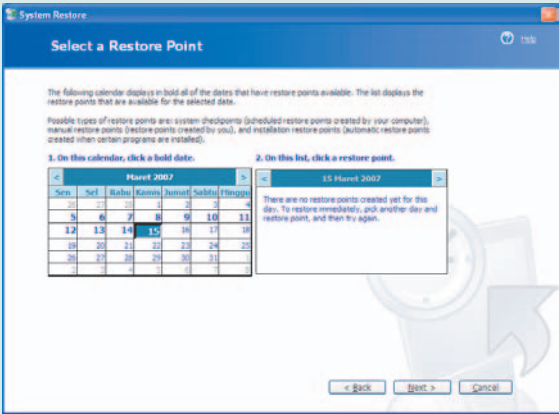 System Restore
Select a Restore Point
Help
The following calendar displays in bold all of the dates that have restore points available. The list displays the
restore points that are available for the selected date.
Possible types of restore points are: system checkpoints (scheduled restore points created by your computer),
manual restore points (restore points created by you), and installation restore points (automatic restore points
created when certain programs are installed).
1. On this calendar, click a bold date.
2. On this list, click a restore point.
< Maret 2007 >
Sen Sel Rabu Kamis Jumat Sabtu Minggu
26 27 28 1 2 3 4
5 6 7 8 9 10 11
12 13 14 15 16 17 18
19 20 21 22 23 24 25
26 27 28 29 30 31 1
2 3 4 5 6 7 8
< 15 Maret 2007 >
There are no restore points created yet for this
day. To restore immediately, pick another day and
restore point, and then try again.
< Back Next > Cancel